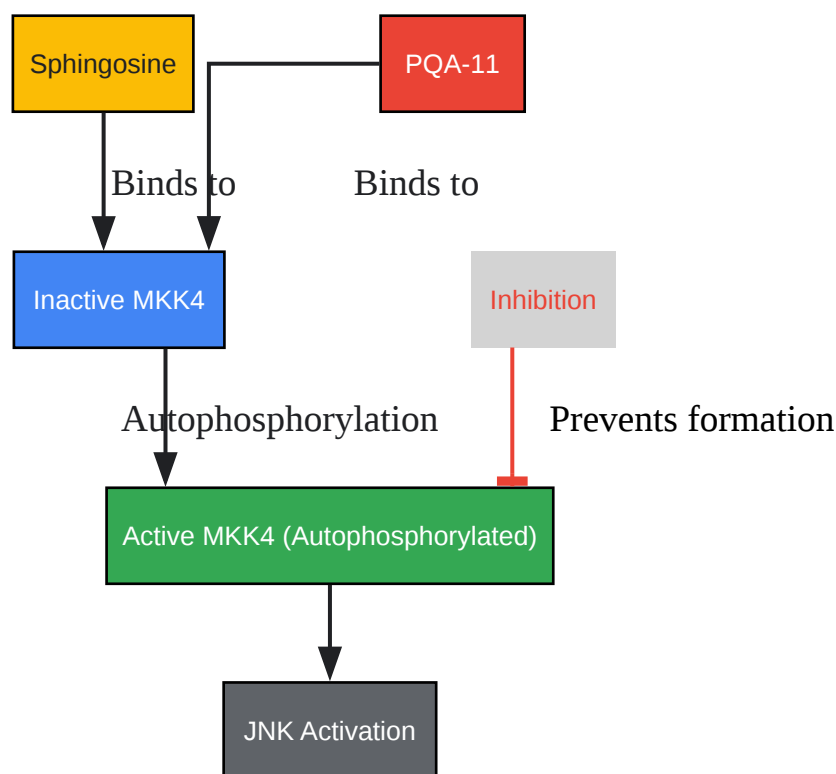 Sphingosine
PQA-11
Binds to
Binds to
Inactive MKK4
Inhibition
Autophosphorylation
Prevents formation
Active MKK4 (Autophosphorylated)
JNK Activation